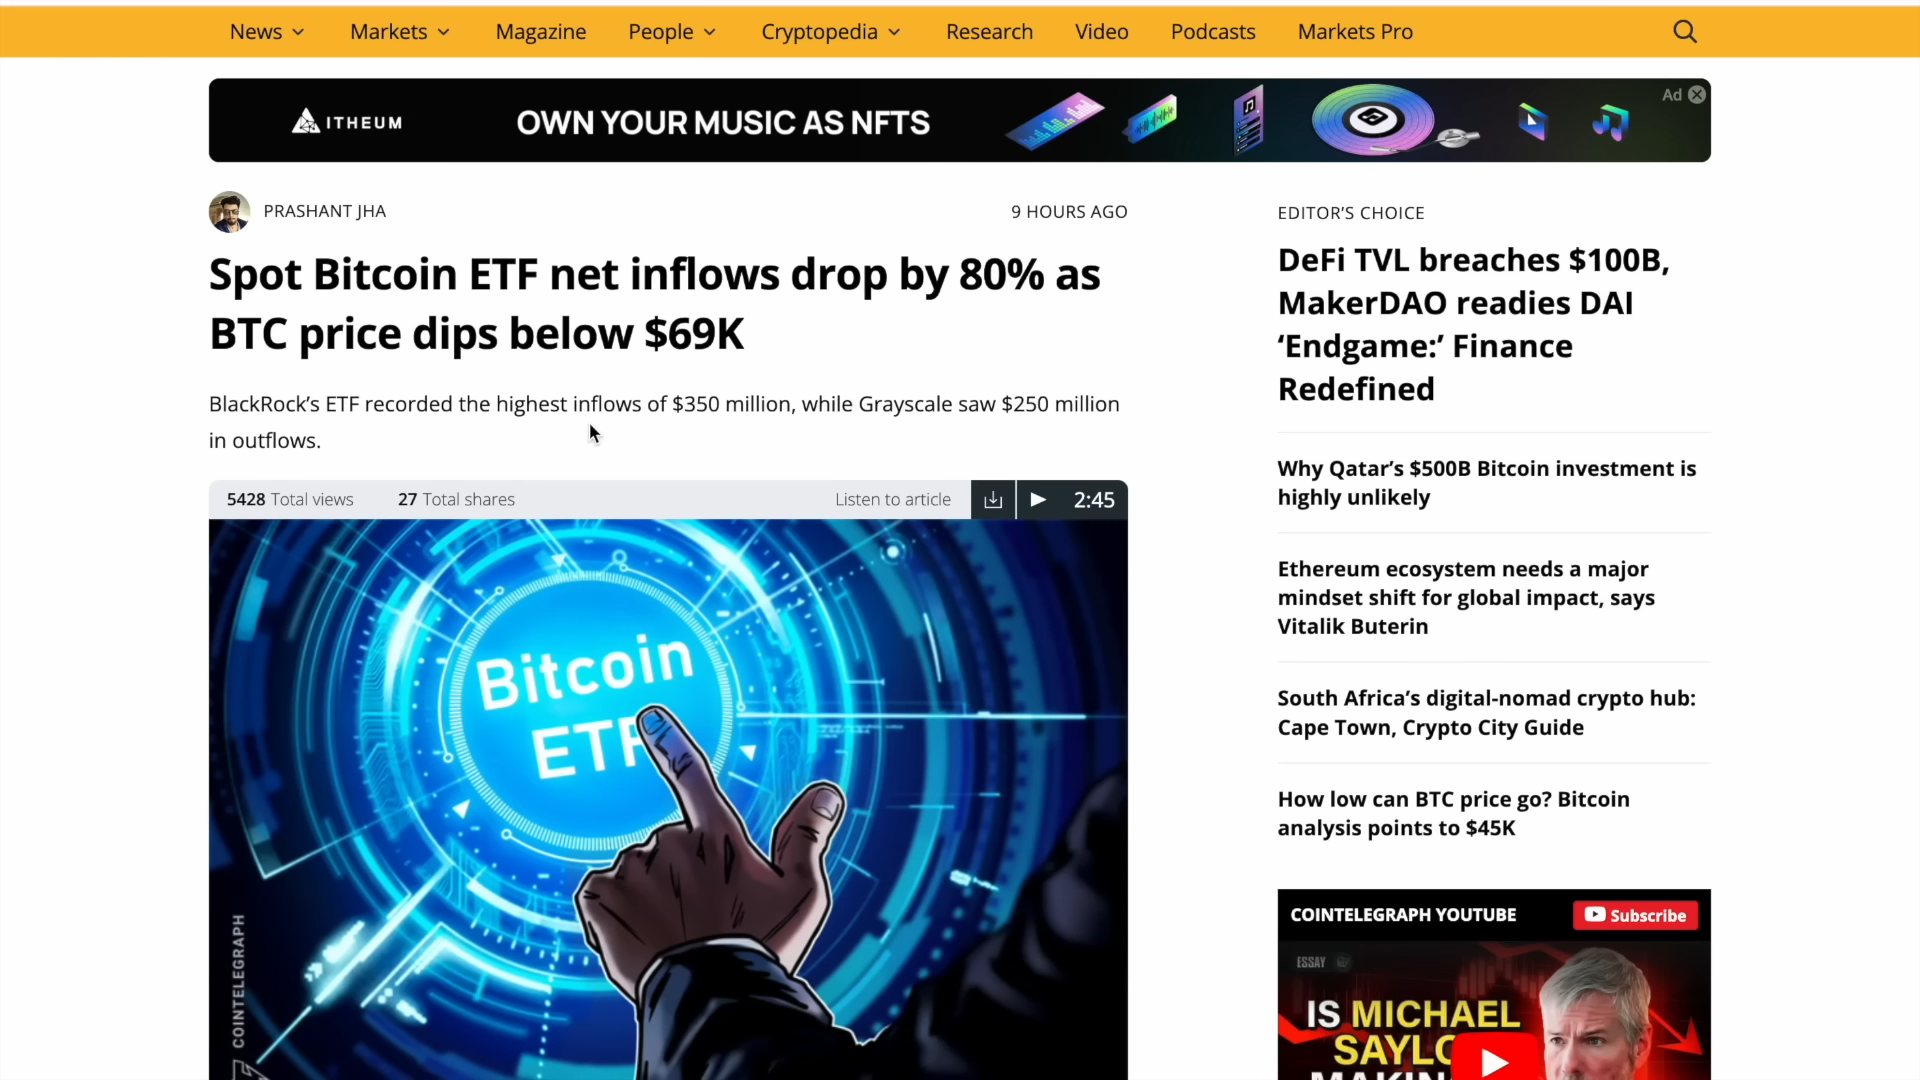 News
Markets
Magazine
People
Cryptopedia
Research
Video
Podcasts
Markets Pro
ITHEUM
OWN YOUR MUSIC AS NFTS
Ad
PRASHANT JHA
9 HOURS AGO
Spot Bitcoin ETF net inflows drop by 80% as
BTC price dips below $69K
BlackRock’s ETF recorded the highest inflows of $350 million, while Grayscale saw $250 million
in outflows.
5428 Total views
27 Total shares
Listen to article
2:45
Bitcoin
ETF
COINTELEGRAPH
EDITOR’S CHOICE
DeFi TVL breaches $100B,
MakerDAO readies DAI
‘Endgame:’ Finance
Redefined
Why Qatar’s $500B Bitcoin investment is
highly unlikely
Ethereum ecosystem needs a major
mindset shift for global impact, says
Vitalik Buterin
South Africa’s digital-nomad crypto hub:
Cape Town, Crypto City Guide
How low can BTC price go? Bitcoin
analysis points to $45K
COINTELEGRAPH YOUTUBE
Subscribe
ESSAY
IS MICHAEL